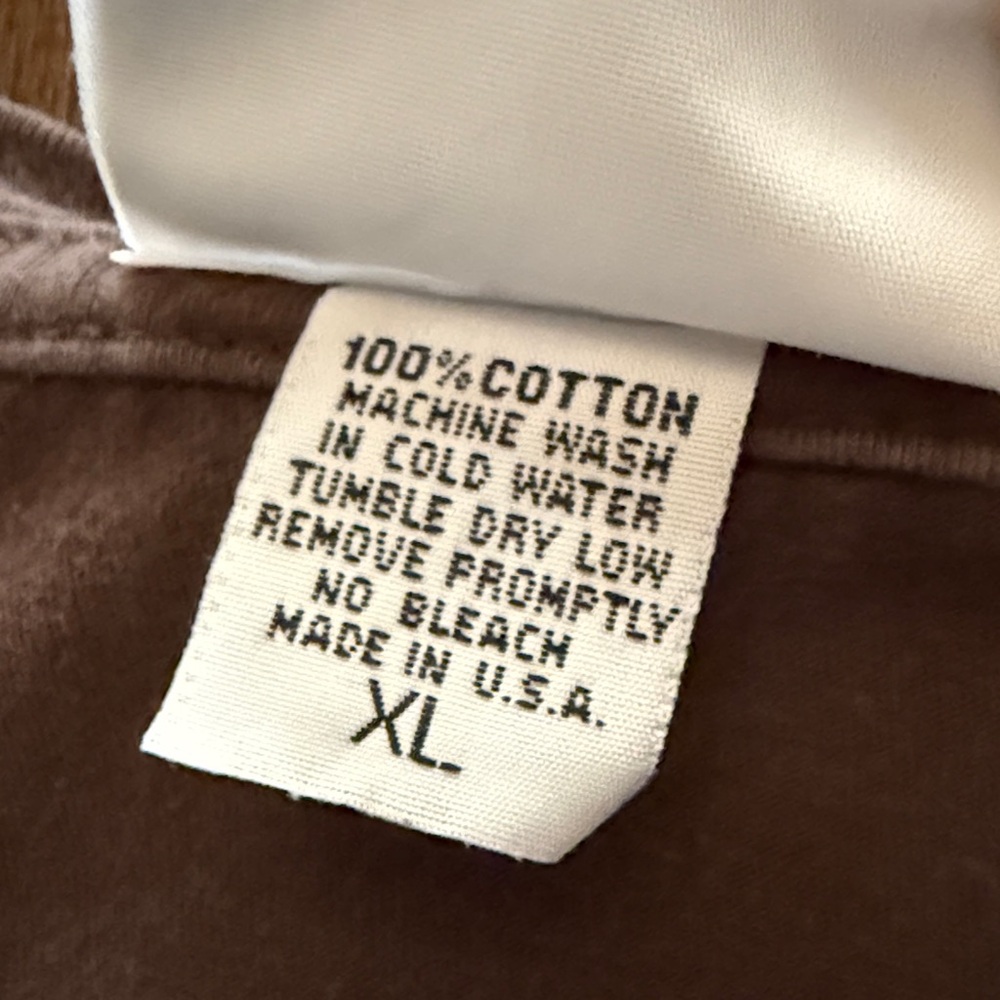 100% COTTON
MACHINE WASH
IN COLD WATER
TUMBLE DRY LOW
REMOVE PROMPTLY
NO BLEACH
MADE IN U.S.A.
XL